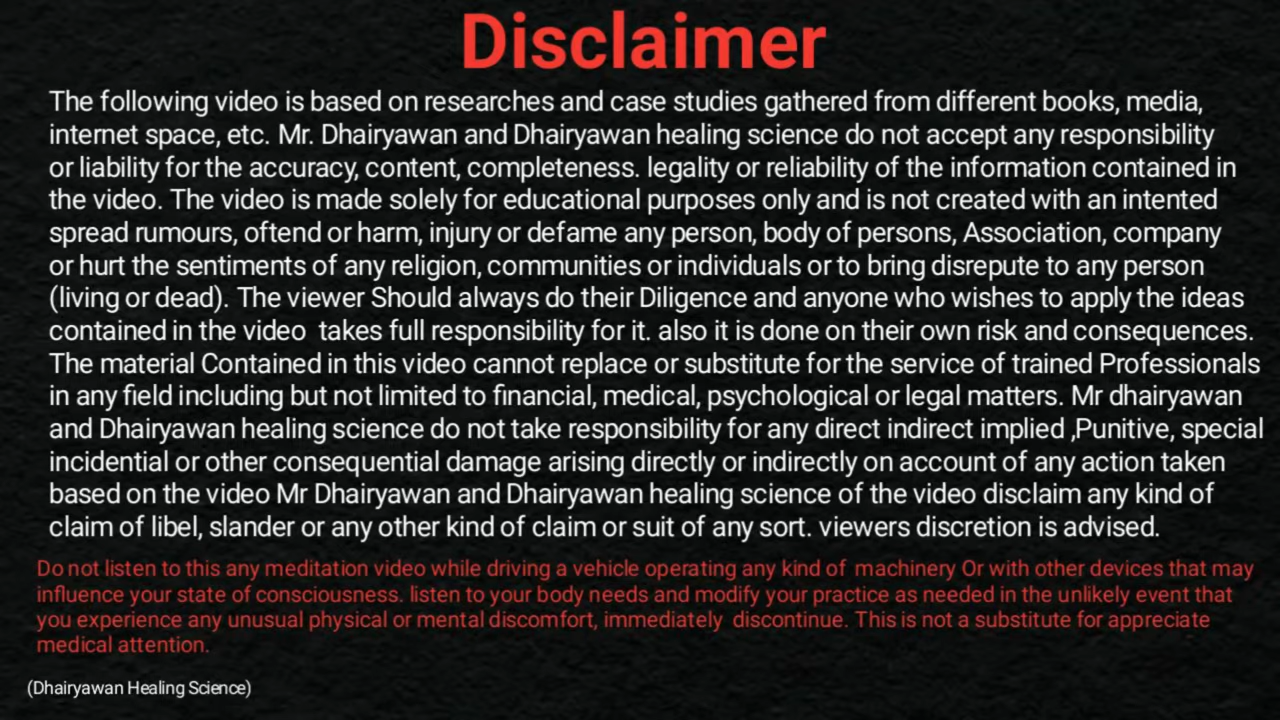 Disclaimer
The following video is based on researches and case studies gathered from different books, media,
internet space, etc. Mr. Dhairyawan and Dhairyawan healing science do not accept any responsibility
or liability for the accuracy, content, completeness. legality or reliability of the information contained in
the video. The video is made solely for educational purposes only and is not created with an intented
spread rumours, oftend or harm, injury or defame any person, body of persons, Association, company
or hurt the sentiments of any religion, communities or individuals or to bring disrepute to any person
(living or dead). The viewer Should always do their Diligence and anyone who wishes to apply the ideas
contained in the video takes full responsibility for it. also it is done on their own risk and consequences.
The material Contained in this video cannot replace or substitute for the service of trained Professionals
in any field including but not limited to financial, medical, psychological or legal matters. Mr dhairyawan
and Dhairyawan healing science do not take responsibility for any direct indirect implied ,Punitive, special
incidential or other consequential damage arising directly or indirectly on account of any action taken
based on the video Mr Dhairyawan and Dhairyawan healing science of the video disclaim any kind of
claim of libel, slander or any other kind of claim or suit of any sort. viewers discretion is advised.
Do not listen to this any meditation video while driving a vehicle operating any kind of machinery Or with other devices that may
influence your state of consciousness. listen to your body needs and modify your practice as needed in the unlikely event that
you experience any unusual physical or mental discomfort, immediately discontinue. This is not a substitute for appreciate
medical attention.
(Dhairyawan Healing Science)